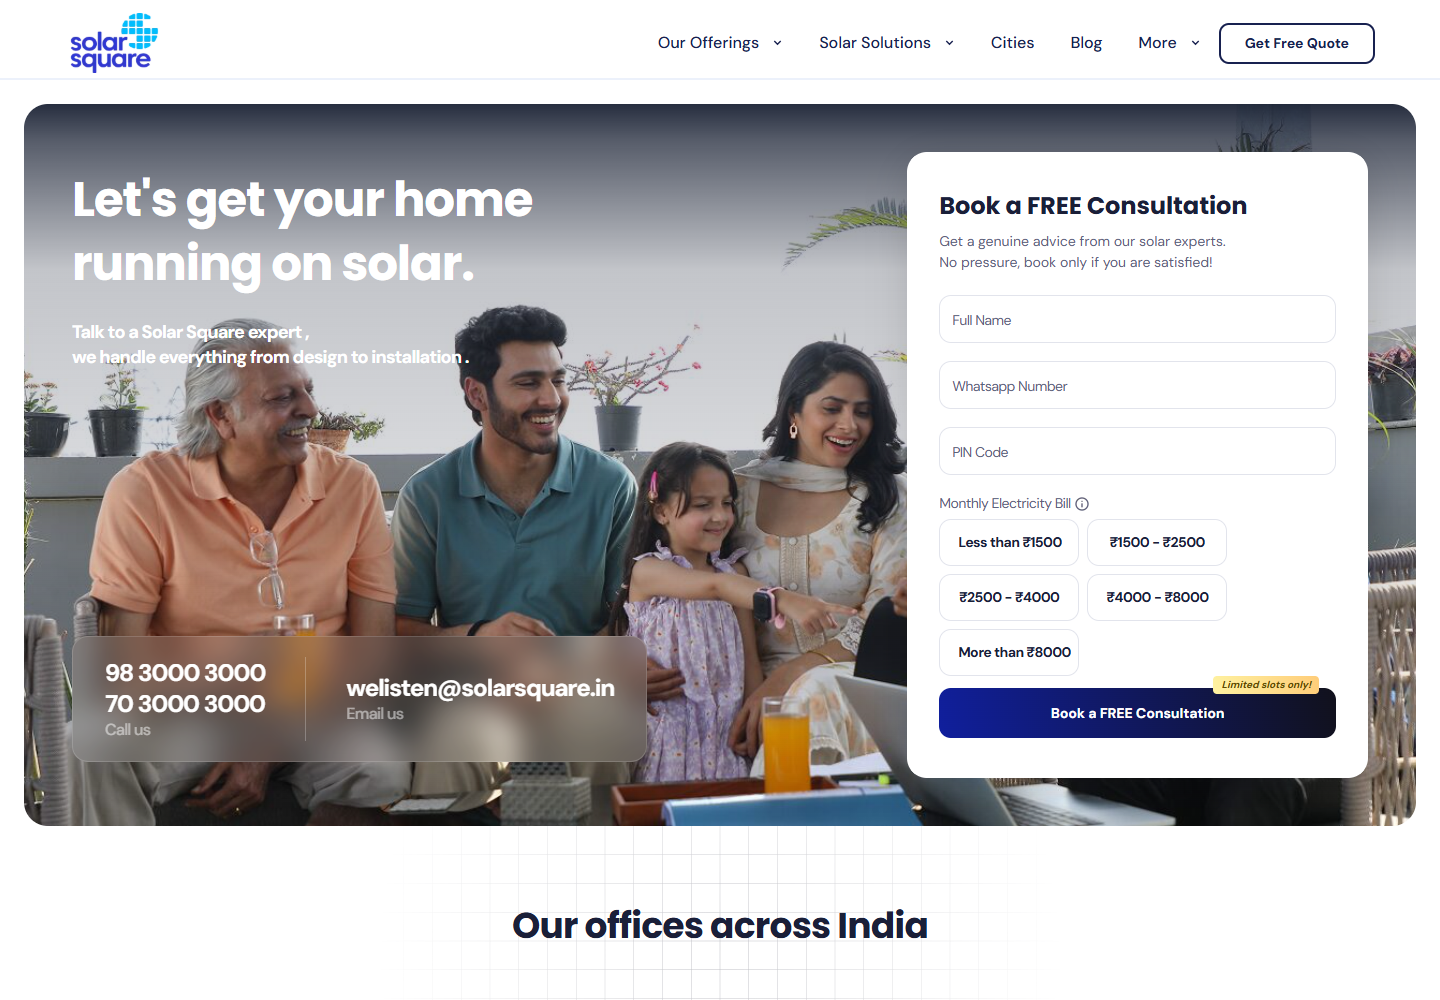 solar
square
Our Offerings
Solar Solutions
Cities
Blog
More
Get Free Quote
Let's get your home
running on solar.
Talk to a Solar Square expert ,
we handle everything from design to installation .
98 3000 3000
70 3000 3000
Call us
welisten@solarsquare.in
Email us
Book a FREE Consultation
Get a genuine advice from our solar experts.
No pressure, book only if you are satisfied!
Full Name
Whatsapp Number
PIN Code
Monthly Electricity Bill
Less than ₹1500
₹1500 - ₹2500
₹2500 - ₹4000
₹4000 - ₹8000
More than ₹8000
Limited slots only!
Book a FREE Consultation
Our offices across India